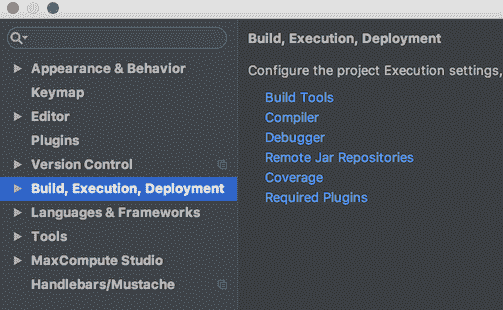 Appearance & Behavior
Keymap
Editor
Plugins
Version Control
Build, Execution, Deployment
Languages & Frameworks
Tools
MaxCompute Studio
Handlebars/Mustache
Build, Execution, Deployment
Configure the project Execution settings,
Build Tools
Compiler
Debugger
Remote Jar Repositories
Coverage
Required Plugins